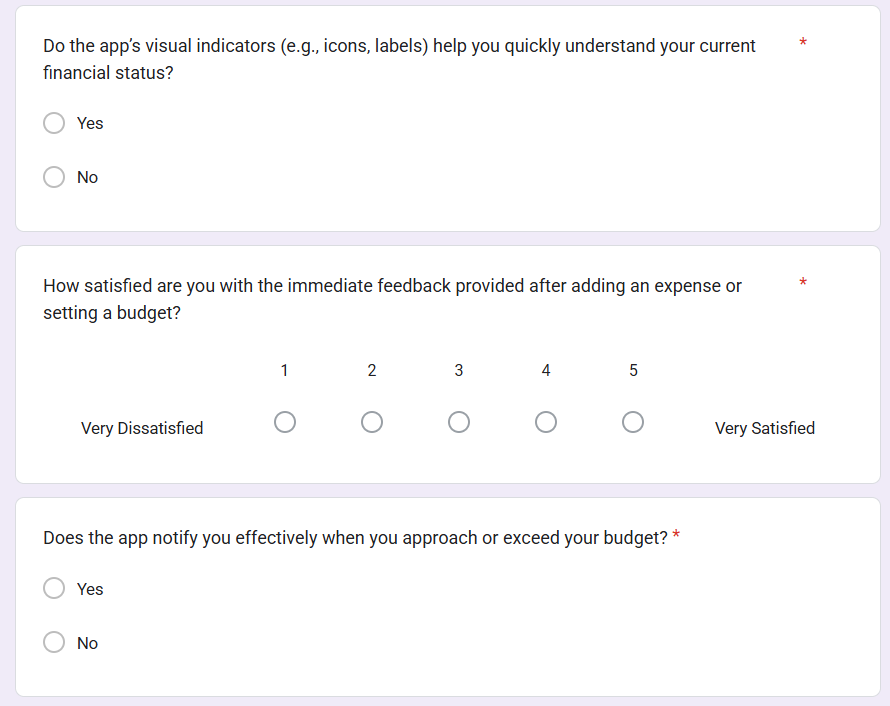 Do the app’s visual indicators (e.g., icons, labels) help you quickly understand your current *
financial status?
Yes
No
How satisfied are you with the immediate feedback provided after adding an expense or *
setting a budget?
1 2 3 4 5
Very Dissatisfied Very Satisfied
Does the app notify you effectively when you approach or exceed your budget? *
Yes
No